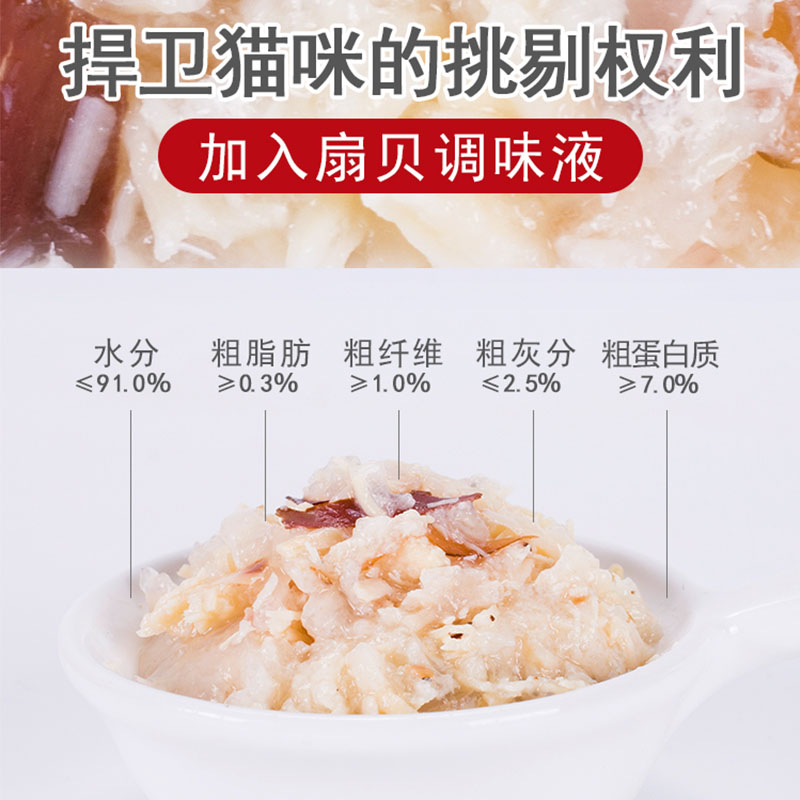 捍卫猫咪的挑剔权利
加入扇贝调味液
水分 粗脂肪 粗纤维 粗灰分 粗蛋白质
≤91.0% ≥0.3% ≥1.0% ≤2.5% ≥7.0%